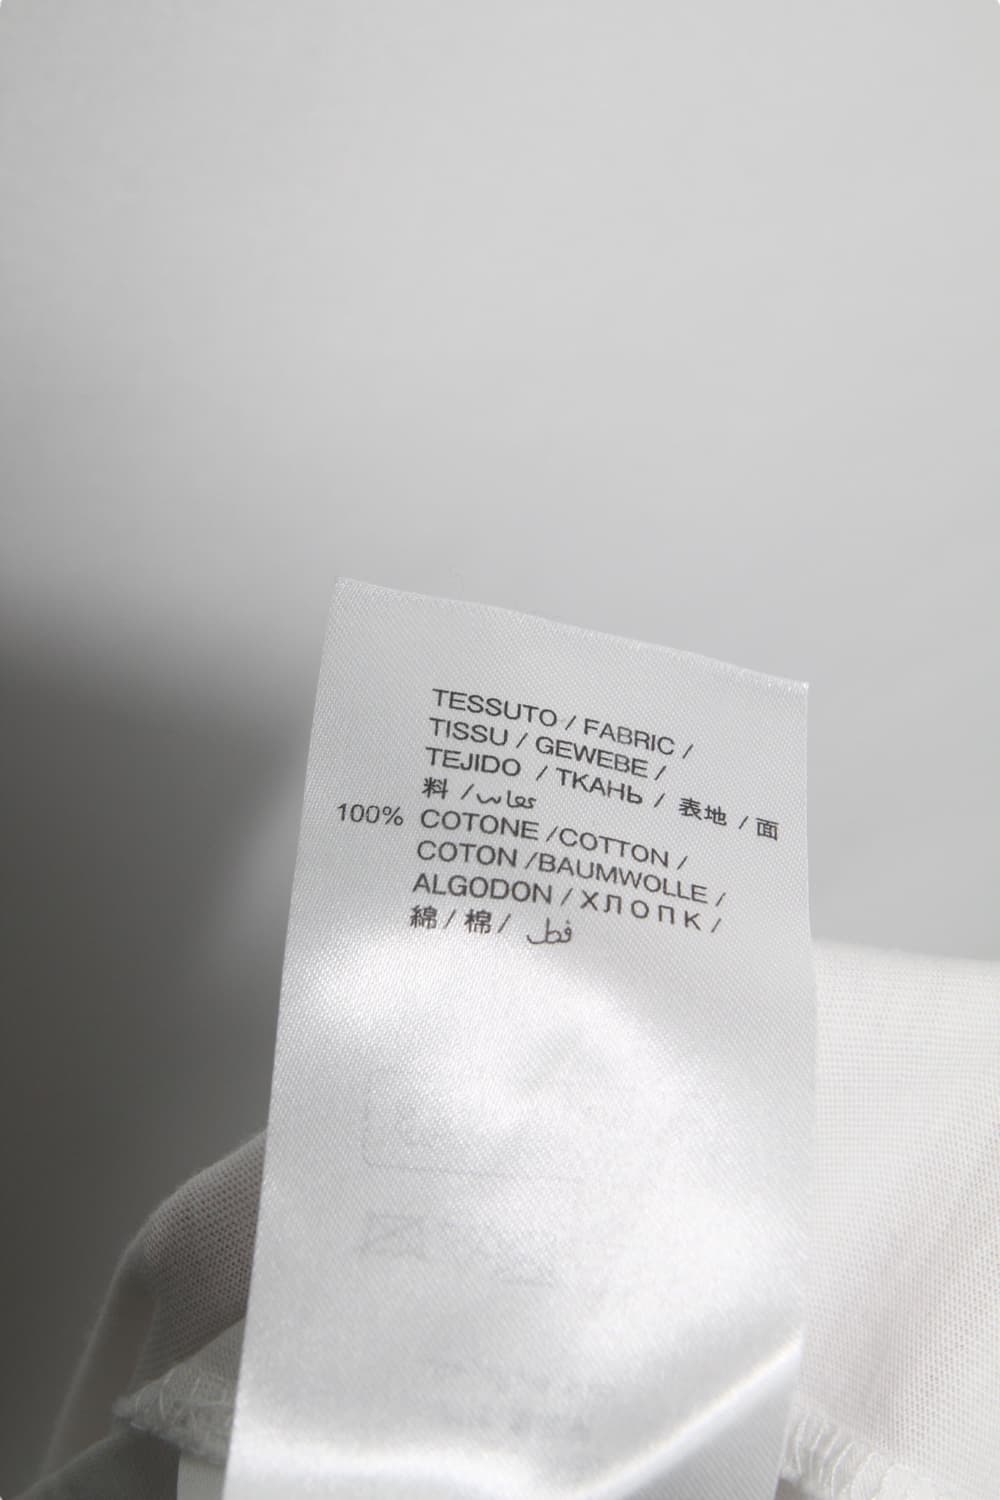 TESSUTO / FABRIC /
TISSU / GEWEBE /
TEJIDO / ТКАНЬ / 表地 / 面
料 / قماش
100% COTONE /COTTON /
COTON /BAUMWOLLE /
ALGODON / ХЛОПК /
綿 / 棉 / قطن